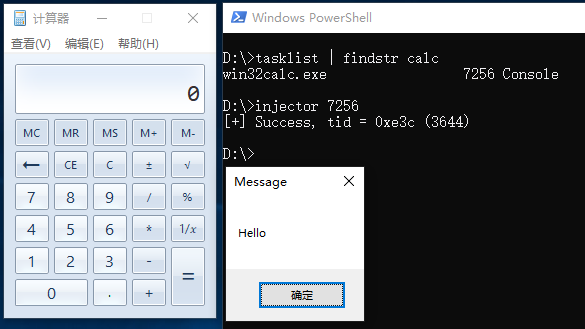 计算器
查看(V) 编辑(E) 帮助(H)
0
MC MR MS M+ M-
← CE C ± √
7 8 9 / %
4 5 6 * 1/x
1 2 3 - =
0 . +
Windows PowerShell
D:\>tasklist | findstr calc
win32calc.exe 7256 Console
D:\>injector 7256
[+] Success, tid = 0xe3c (3644)
D:\>
Message
Hello
确定